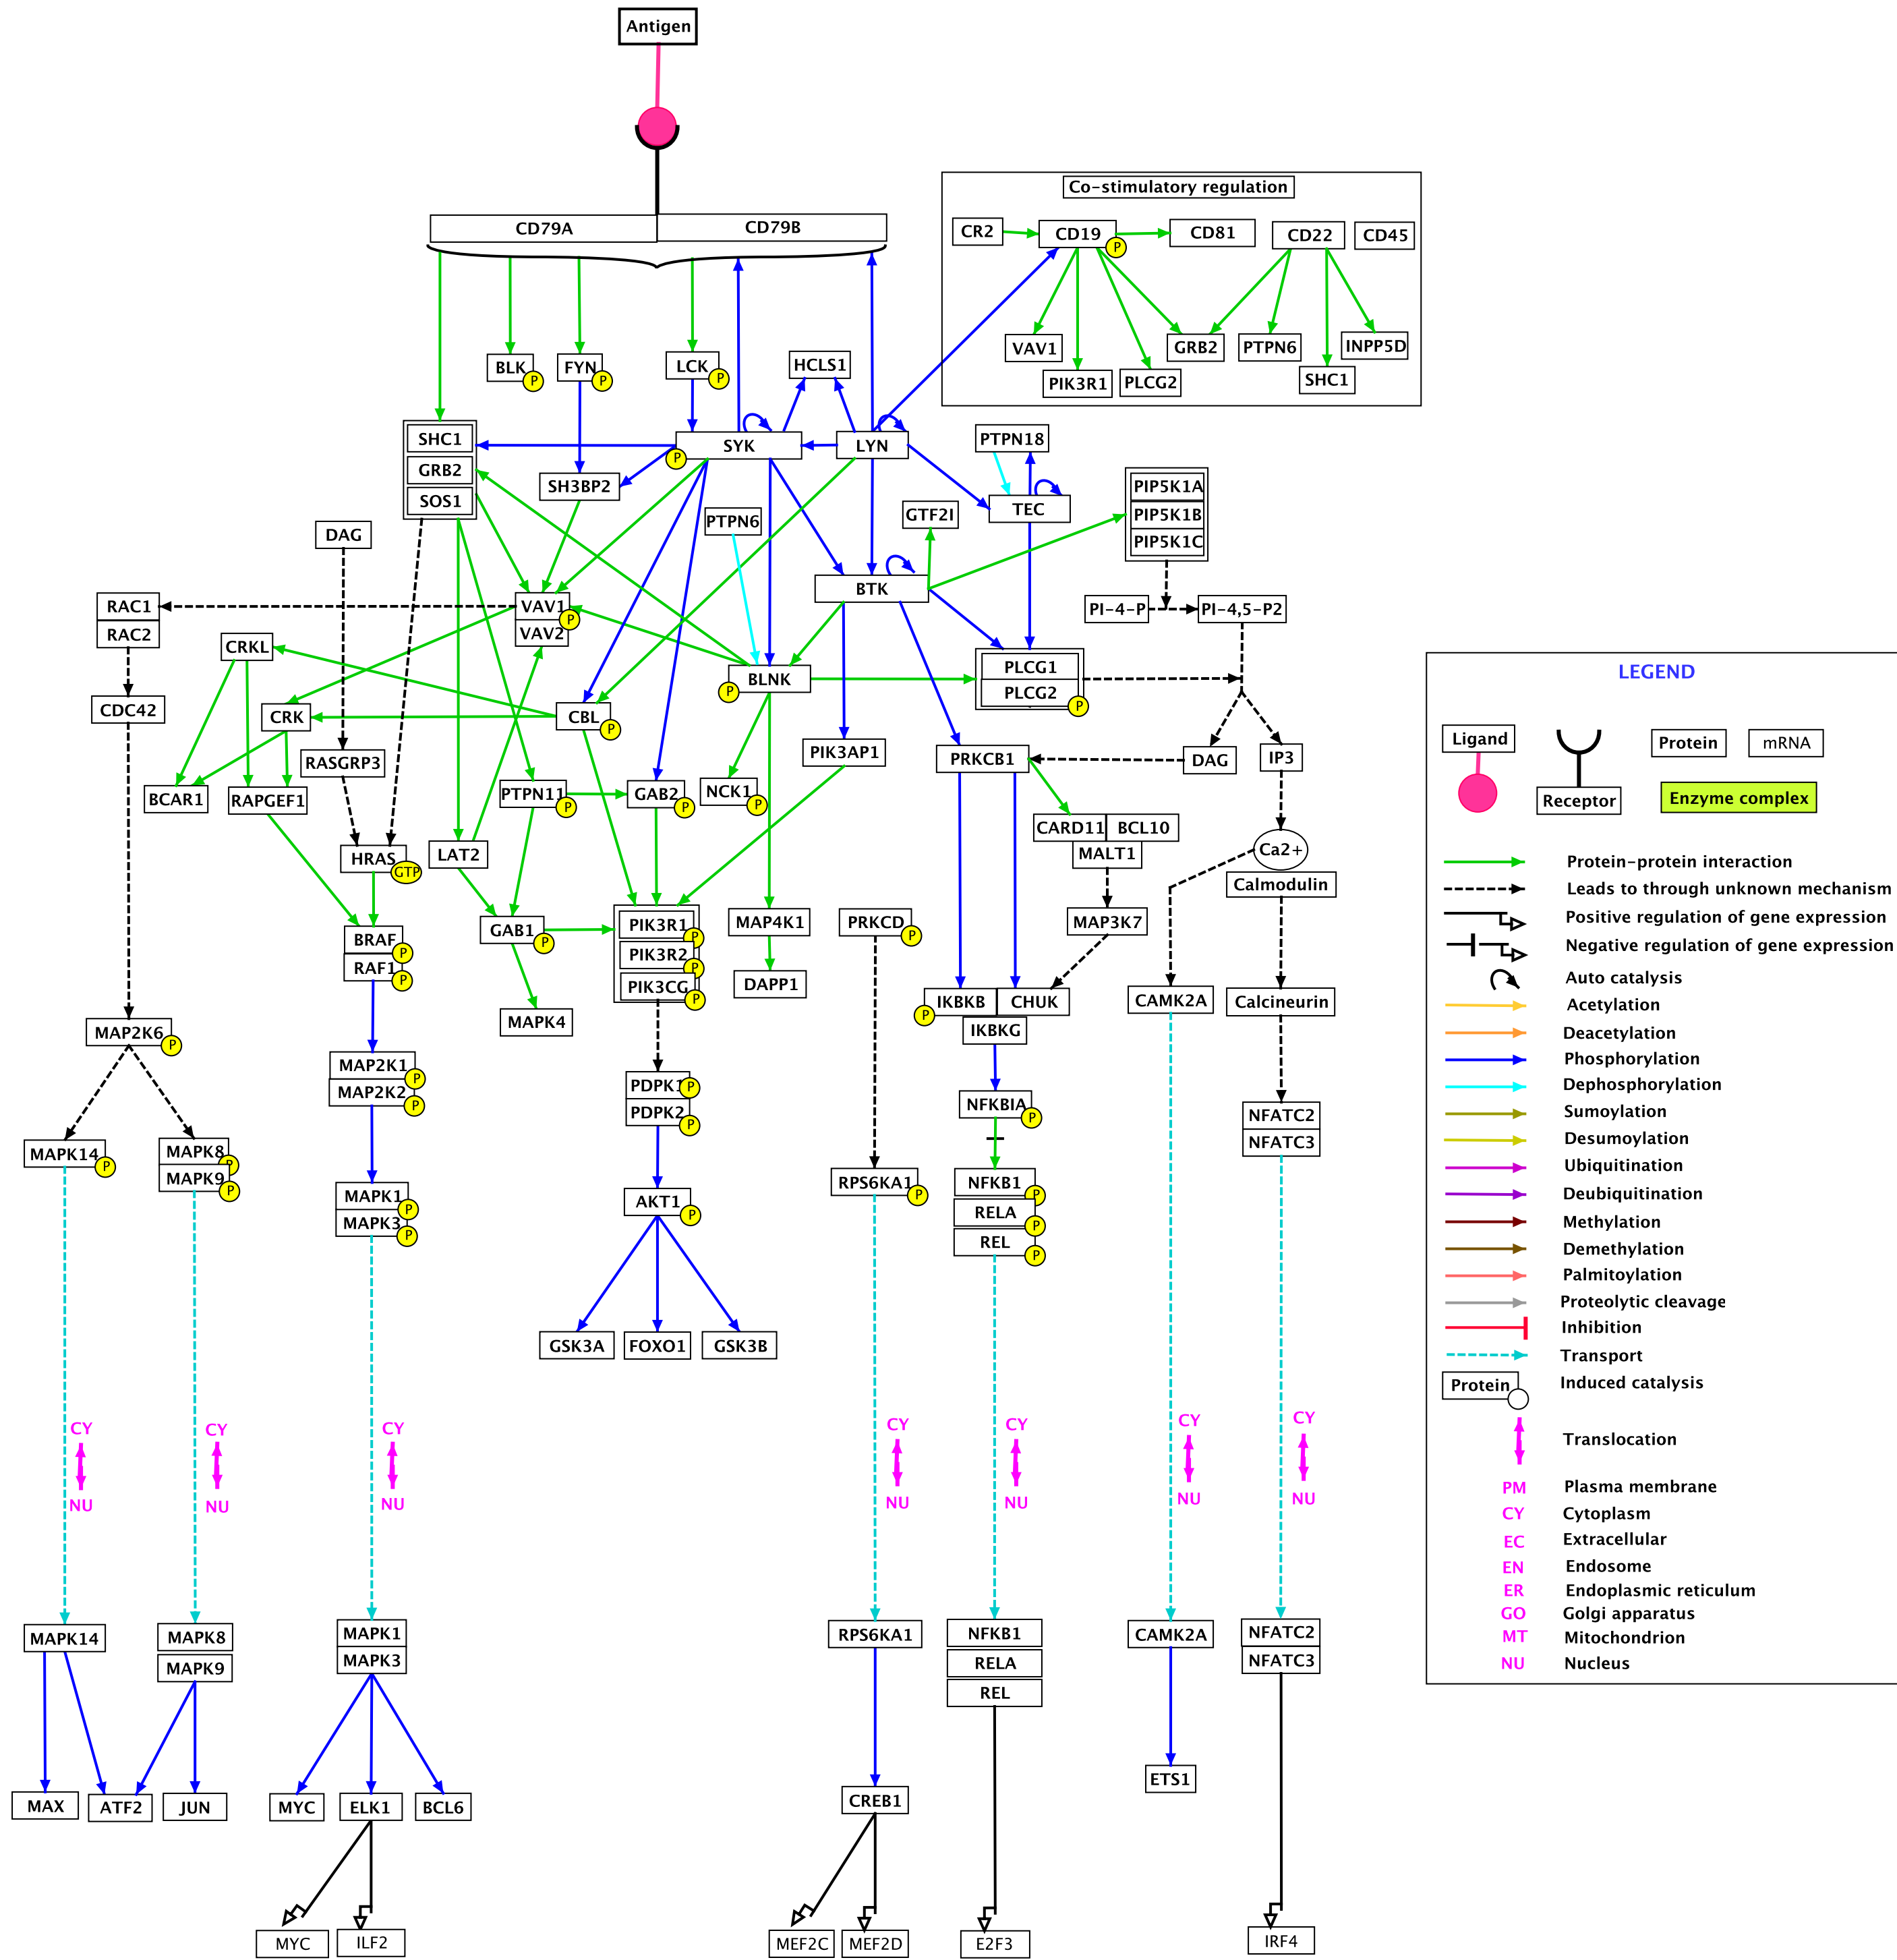 Antigen
CD79A
CD79B
Co-stimulatory regulation
CR2
CD19
P
CD81
CD22
CD45
VAV1
PIK3R1
PLCG2
GRB2
PTPN6
SHC1
INPP5D
BLK
P
FYN
P
LCK
P
HCLS1
SHC1
GRB2
SOS1
SYK
P
LYN
PTPN18
SH3BP2
TEC
GTF2I
PTPN6
PIP5K1A
PIP5K1B
PIP5K1C
DAG
BTK
RAC1
RAC2
VAV1
P
VAV2
PI-4-P
PI-4,5-P2
CRKL
BLNK
P
PLCG1
PLCG2
P
CDC42
CRK
CBL
P
RASGRP3
PIK3AP1
PRKCB1
DAG
IP3
BCAR1
RAPGEF1
PTPN11
P
GAB2
P
NCK1
P
CARD11
BCL10
MALT1
Ca2+
Calmodulin
HRAS
GTP
LAT2
BRAF
P
RAF1
P
GAB1
P
PIK3R1
P
PIK3R2
P
PIK3CG
P
MAP4K1
PRKCD
P
MAP3K7
DAPP1
MAPK4
IKBKB
P
CHUK
IKBKG
CAMK2A
Calcineurin
MAP2K6
P
MAP2K1
P
MAP2K2
P
PDPK1
P
PDPK2
P
NFKBIA
P
NFATC2
NFATC3
MAPK14
P
MAPK8
P
MAPK9
P
MAPK1
P
MAPK3
P
AKT1
P
RPS6KA1
P
NFKB1
P
RELA
P
REL
P
GSK3A
FOXO1
GSK3B
CY
NU
CY
NU
CY
NU
CY
NU
CY
NU
CY
NU
CY
NU
MAPK14
MAPK8
MAPK9
MAPK1
MAPK3
RPS6KA1
NFKB1
RELA
REL
CAMK2A
NFATC2
NFATC3
MAX
ATF2
JUN
MYC
ELK1
BCL6
CREB1
ETS1
MYC
ILF2
MEF2C
MEF2D
E2F3
IRF4
LEGEND
Ligand
Receptor
Protein
mRNA
Enzyme complex
Protein-protein interaction
Leads to through unknown mechanism
Positive regulation of gene expression
Negative regulation of gene expression
Auto catalysis
Acetylation
Deacetylation
Phosphorylation
Dephosphorylation
Sumoylation
Desumoylation
Ubiquitination
Deubiquitination
Methylation
Demethylation
Palmitoylation
Proteolytic cleavage
Inhibition
Transport
Protein
Induced catalysis
Translocation
PM Plasma membrane
CY Cytoplasm
EC Extracellular
EN Endosome
ER Endoplasmic reticulum
GO Golgi apparatus
MT Mitochondrion
NU Nucleus